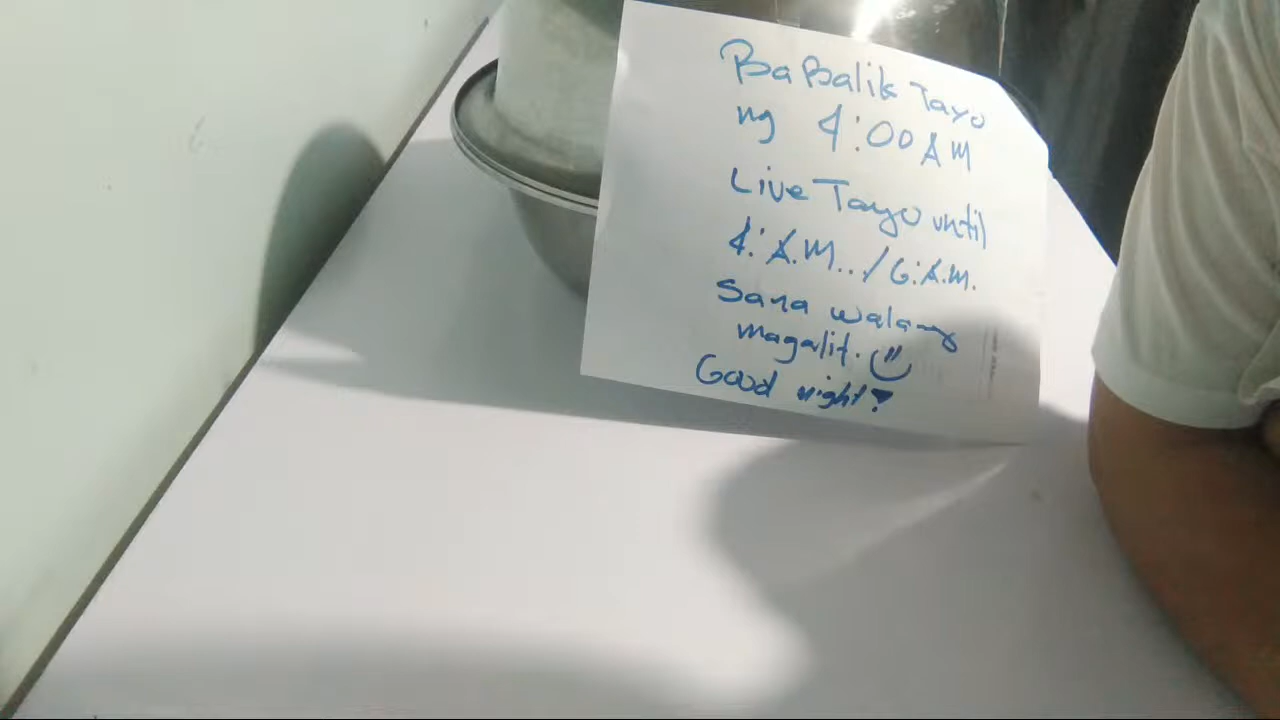 BaBalik Tayo
ng 4:00 AM
Live Tayo until
4: A.M.. / 6: A.M.
Sana walang
magalit.
Good night!